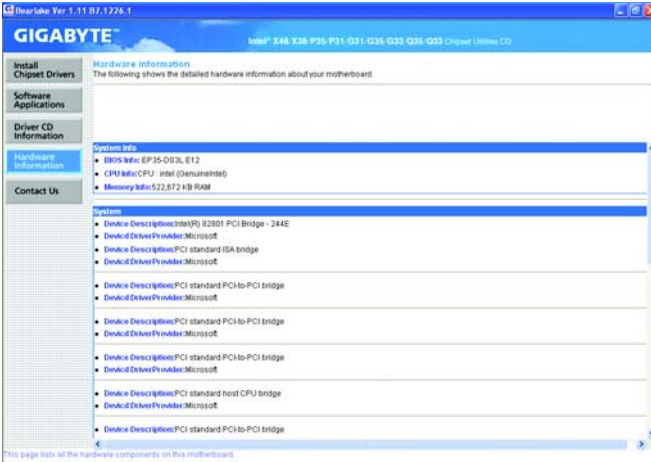 Bearlake Ver 1.11 B7.1226.1
GIGABYTE™
Intel® X48/X38/P35/P31/G31/G35/G33/Q35/Q33 Chipset Utilities CD
Install
Chipset Drivers
Software
Applications
Driver CD
Information
Hardware
Information
Contact Us
Hardware Information
The following shows the detailed hardware information about your motherboard.
System Info
• BIOS Info: EP35-DS3L E12
• CPU Info:CPU : Intel (GenuineIntel)
• Memory Info:522,672 KB RAM
System
• Device Description:Intel(R) 82801 PCI Bridge - 244E
• Devicd DriverProvider:Microsoft
• Device Description:PCI standard ISA bridge
• Devicd DriverProvider:Microsoft
• Device Description:PCI standard PCI-to-PCI bridge
• Devicd DriverProvider:Microsoft
• Device Description:PCI standard PCI-to-PCI bridge
• Devicd DriverProvider:Microsoft
• Device Description:PCI standard PCI-to-PCI bridge
• Devicd DriverProvider:Microsoft
• Device Description:PCI standard host CPU bridge
• Devicd DriverProvider:Microsoft
• Device Description:PCI standard PCI-to-PCI bridge
This page lists all the hardware components on this motherboard